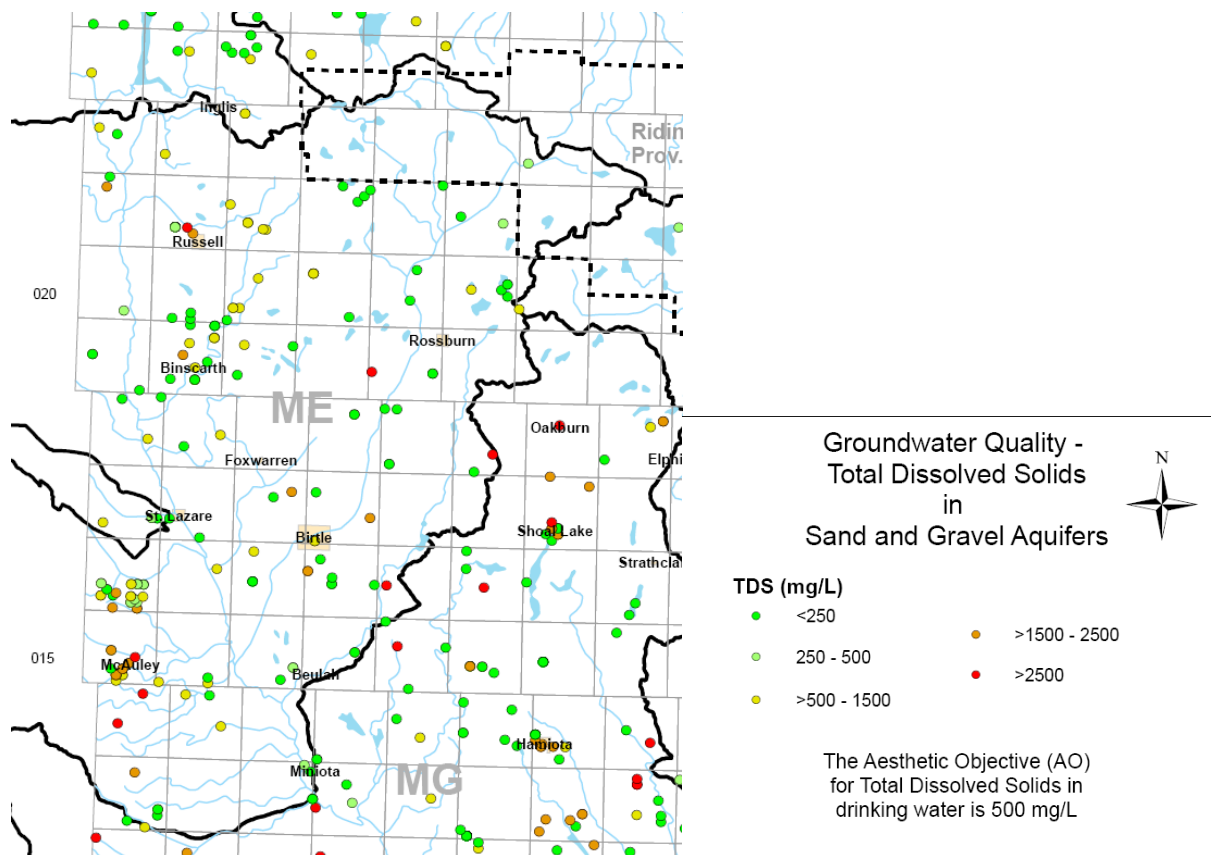 Inglis
Ridin
Prov.
Russell
020
Rossburn
Binscarth
ME
Oakburn
Foxwarren
Elphi
St. Lazare
Birtle
Shoal Lake
Strathclai
015
McAuley
Beulah
Hamiota
Miniota
MG
Groundwater Quality -
Total Dissolved Solids
in
Sand and Gravel Aquifers
N
TDS (mg/L)
<250
250 - 500
>500 - 1500
>1500 - 2500
>2500
The Aesthetic Objective (AO)
for Total Dissolved Solids in
drinking water is 500 mg/L